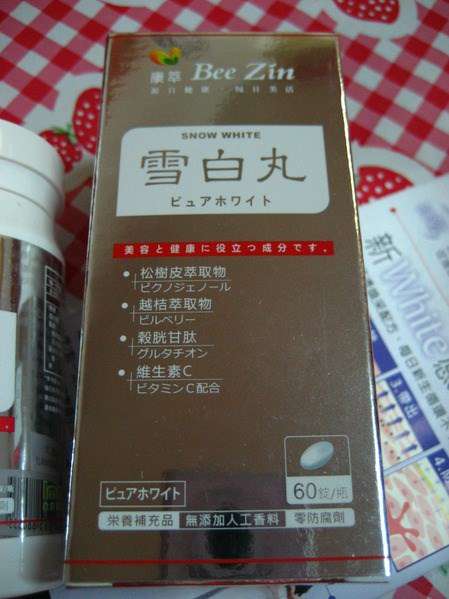 康萃 Bee Zin
SNOW WHITE
雪白丸
ピュアホワイト
美容と健康に役立つ成分です。
松樹皮萃取物
ピクノジェノール
越桔萃取物
ビルベリー
穀胱甘肽
グルタチオン
維生素C
ビタミンC配合
ピュアホワイト
60錠/瓶
栄養補充品
無添加人工香料
零防腐劑
新White
3.帶出